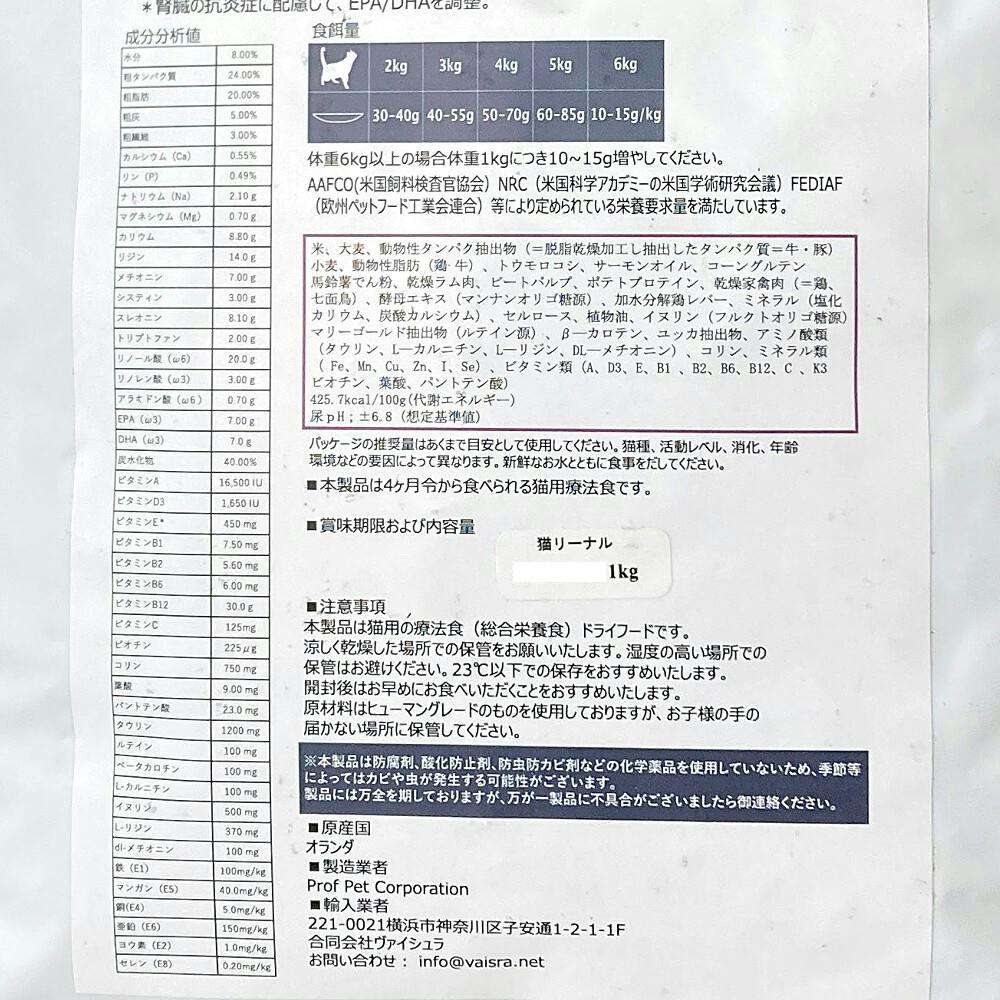 ＊腎臓の抗炎症に配慮して、EPA/DHAを調整。
成分分析値
水分 8.00%
粗タンパク質 24.00%
粗脂肪 20.00%
粗灰 5.00%
粗繊維 3.00%
カルシウム（Ca） 0.55%
リン（P） 0.49%
ナトリウム（Na） 2.10 g
マグネシウム（Mg） 0.70 g
カリウム 8.80 g
リジン 14.0 g
メチオニン 7.00 g
システィン 3.00 g
スレオニン 8.10 g
トリプトファン 2.00 g
リノール酸（ω6） 20.0 g
リノレン酸（ω3） 3.00 g
アラキドン酸（ω6） 0.70 g
EPA（ω3） 7.00 g
DHA（ω3） 7.0 g
炭水化物 40.00%
ビタミンA 16,500 IU
ビタミンD3 1,650 IU
ビタミンE* 450 mg
ビタミンB1 7.50 mg
ビタミンB2 5.60 mg
ビタミンB6 6.00 mg
ビタミンB12 30.0 g
ビタミンC 125mg
ビオチン 225μg
コリン 750 mg
葉酸 9.00 mg
パントテン酸 23.0 mg
タウリン 1200 mg
ルテイン 100 mg
ベータカロチン 100 mg
L-カルニチン 100 mg
イヌリン 500 mg
L-リジン 370 mg
dl-メチオニン 100 mg
鉄（E1） 100mg/kg
マンガン（E5） 40.0mg/kg
銅(E4) 5.0mg/kg
亜鉛（E6） 150mg/kg
ヨウ素（E2） 1.0mg/kg
セレン（E8） 0.20mg/kg
食餌量
2kg 3kg 4kg 5kg 6kg
30-40g 40-55g 50-70g 60-85g 10-15g/kg
体重6kg以上の場合体重1kgにつき10～15g増やしてください。
AAFCO(米国飼料検査官協会）NRC（米国科学アカデミーの米国学術研究会議）FEDIAF
（欧州ペットフード工業会連合）等により定められている栄養要求量を満たしています。
米、大麦、動物性タンパク抽出物（＝脱脂乾燥加工し抽出したタンパク質＝牛・豚）
小麦、動物性脂肪（鶏・牛）、トウモロコシ、サーモンオイル、コーングルテン
馬鈴薯でん粉、乾燥ラム肉、ビートパルプ、ポテトプロテイン、乾燥家禽肉（＝鶏、
七面鳥）、酵母エキス（マンナンオリゴ糖源）、加水分解鶏レバー、ミネラル（塩化
カリウム、炭酸カルシウム）、セルロース、植物油、イヌリン（フルクトオリゴ糖源）
マリーゴールド抽出物（ルテイン源）、β―カロテン、ユッカ抽出物、アミノ酸類
（タウリン、L―カルニチン、L―リジン、DL―メチオニン）、コリン、ミネラル類
（ Fe、Mn、Cu、Zn、I、Se）、ビタミン類（A、D3、E、B1 、B2、B6、B12、C 、K3
ビオチン、葉酸、パントテン酸）
425.7kcal/100g(代謝エネルギー)
尿ｐH；±6.8（想定基準値）
パッケージの推奨量はあくまで目安として使用してください。猫種、活動レベル、消化、年齢
環境などの要因によって異なります。新鮮なお水とともに食事をだしてください。
■本製品は4ヶ月令から食べられる猫用療法食です。
■賞味期限および内容量
猫リーナル
1kg
■注意事項
本製品は猫用の療法食（総合栄養食）ドライフードです。
涼しく乾燥した場所での保管をお願いいたします。湿度の高い場所での
保管はお避けください。23℃以下での保存をおすすめいたします。
開封後はお早めにお食べいただくことをおすすめいたします。
原材料はヒューマングレードのものを使用しておりますが、お子様の手の
届かない場所に保管してください。
※本製品は防腐剤、酸化防止剤、防虫防カビ剤などの化学薬品を使用していないため、季節等
によってはカビや虫が発生する可能性がございます。
製品には万全を期しておりますが、万が一製品に不具合がございましたら御連絡ください。
■原産国
オランダ
■製造業者
Prof Pet Corporation
■輸入業者
221-0021横浜市神奈川区子安通1-2-1-1F
合同会社ヴァイシュラ
お問い合わせ： info@vaisra.net